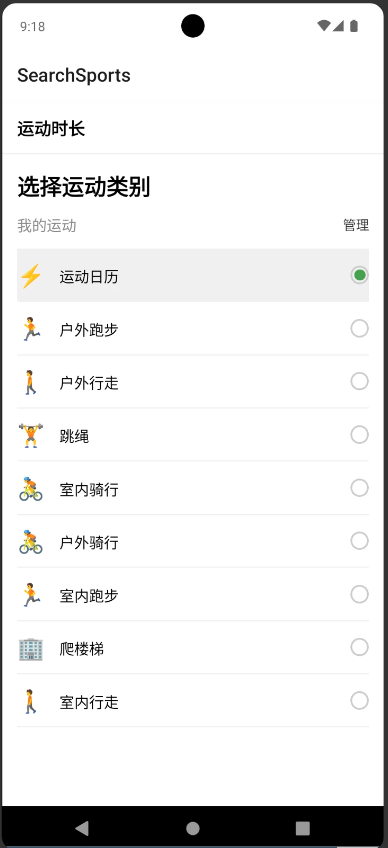 9:18
SearchSports
运动时长
选择运动类别
我的运动 管理
运动日历
户外跑步
户外行走
跳绳
室内骑行
户外骑行
室内跑步
爬楼梯
室内行走